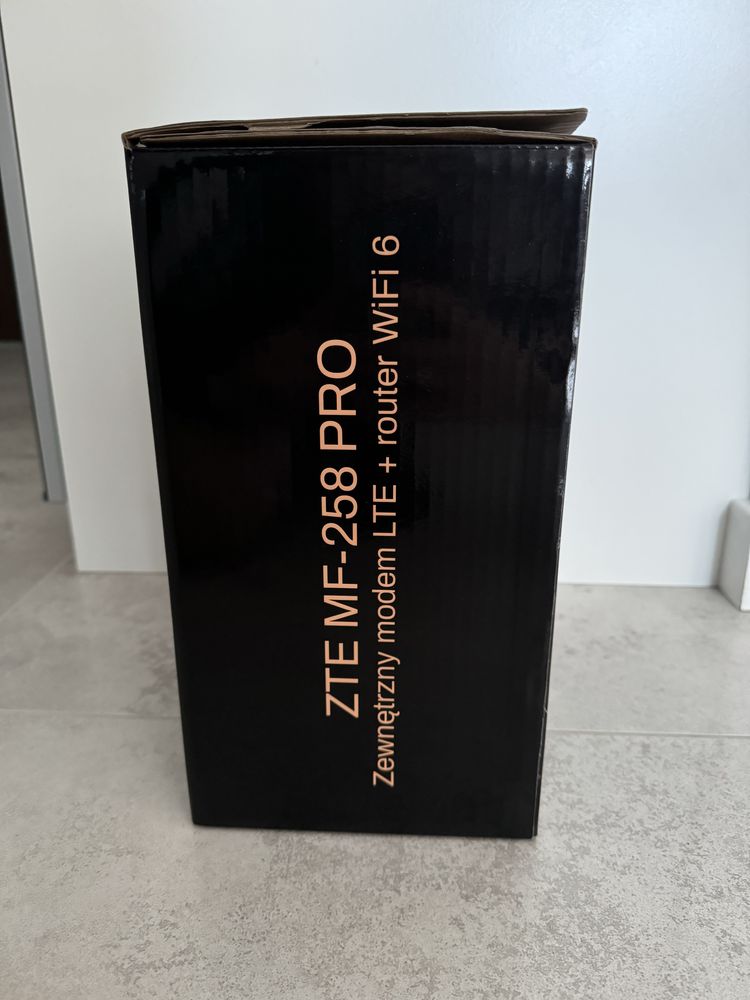 ZTE MF-258 PRO
Zewnętrzny modem LTE + router WiFi 6